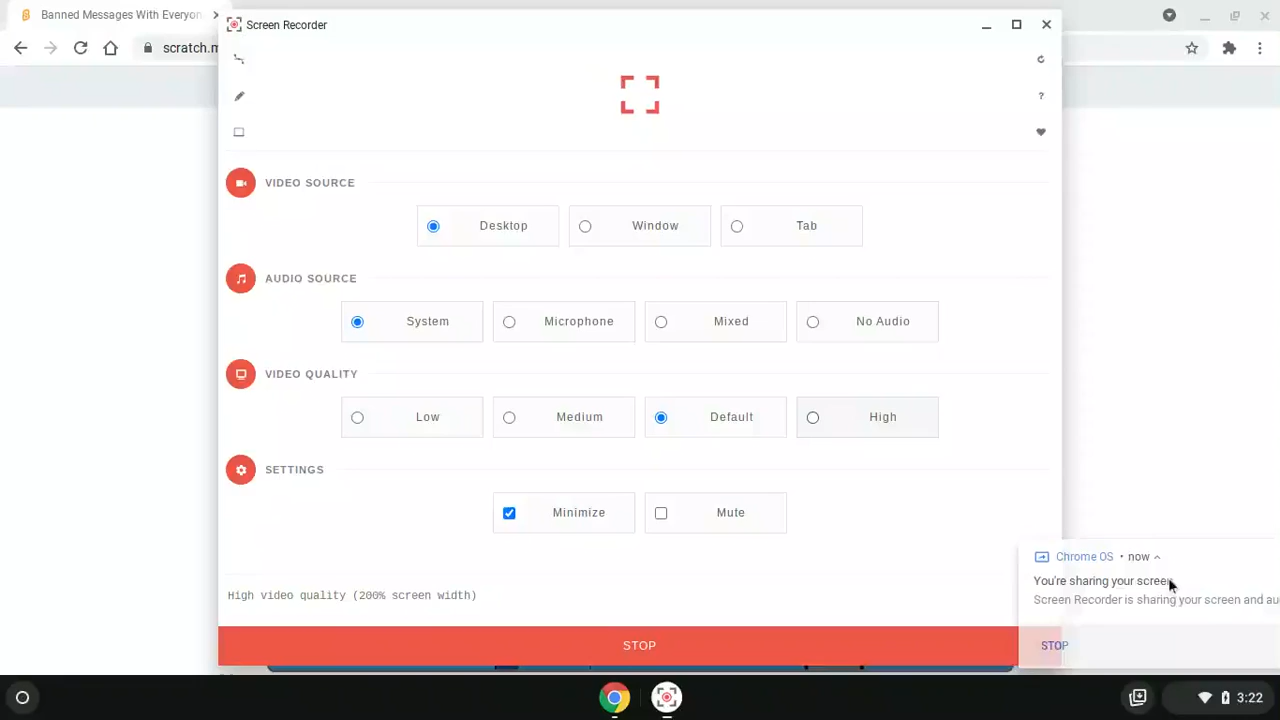 Banned Messages With Everyon
Screen Recorder
scratch.m
?
VIDEO SOURCE
Desktop
Window
Tab
AUDIO SOURCE
System
Microphone
Mixed
No Audio
VIDEO QUALITY
Low
Medium
Default
High
SETTINGS
Minimize
Mute
Chrome OS • now
You're sharing your screen
Screen Recorder is sharing your screen and au
High video quality (200% screen width)
STOP
STOP
3:22